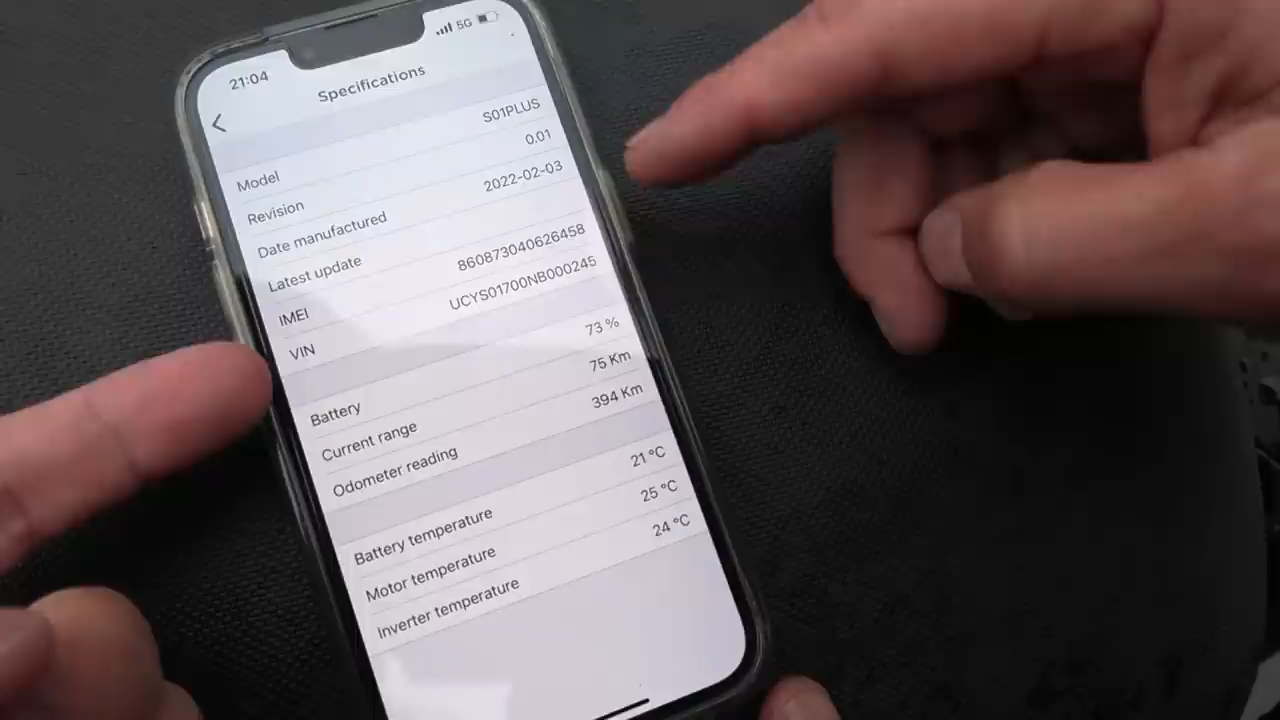 21:04 5G
Specifications
Model S01PLUS
Revision 0.01
Date manufactured 2022-02-03
Latest update
IMEI 860873040626458
VIN UCYS01700NB000245
Battery 73 %
Current range 75 Km
Odometer reading 394 Km
Battery temperature 21 °C
Motor temperature 25 °C
Inverter temperature 24 °C